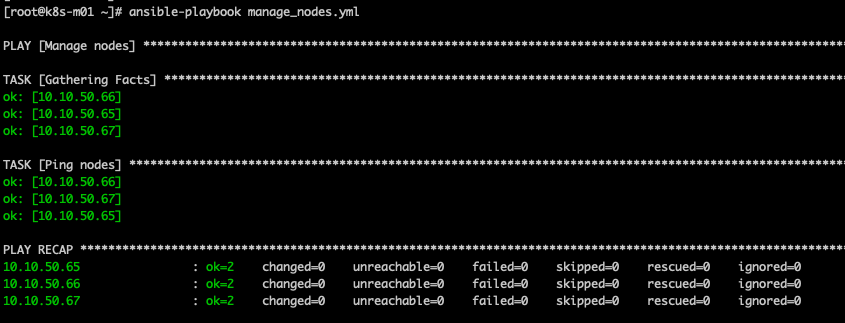 [root@k8s-m01 ~]# ansible-playbook manage_nodes.yml
PLAY [Manage nodes] ****************************************************************************************************
TASK [Gathering Facts] *************************************************************************************************
ok: [10.10.50.66]
ok: [10.10.50.65]
ok: [10.10.50.67]
TASK [Ping nodes] ******************************************************************************************************
ok: [10.10.50.66]
ok: [10.10.50.67]
ok: [10.10.50.65]
PLAY RECAP *************************************************************************************************************
10.10.50.65                : ok=2    changed=0    unreachable=0    failed=0    skipped=0    rescued=0    ignored=0
10.10.50.66                : ok=2    changed=0    unreachable=0    failed=0    skipped=0    rescued=0    ignored=0
10.10.50.67                : ok=2    changed=0    unreachable=0    failed=0    skipped=0    rescued=0    ignored=0